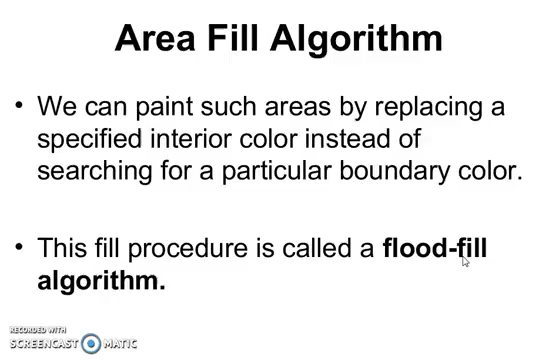 Area Fill Algorithm
• We can paint such areas by replacing a
specified interior color instead of
searching for a particular boundary color.
• This fill procedure is called a flood-fill
algorithm.
RECORDED WITH
SCREENCAST MATIC